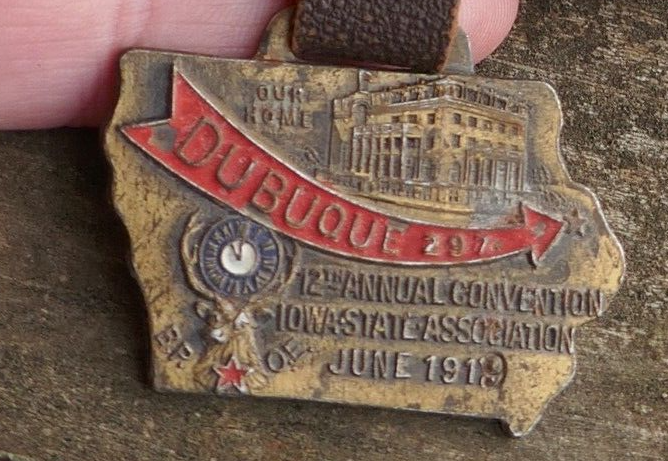 OUR
HOME
DUBUQUE 297
12TH ANNUAL CONVENTION
IOWA-STATE-ASSOCIATION
B.P. O.E.
JUNE 1919